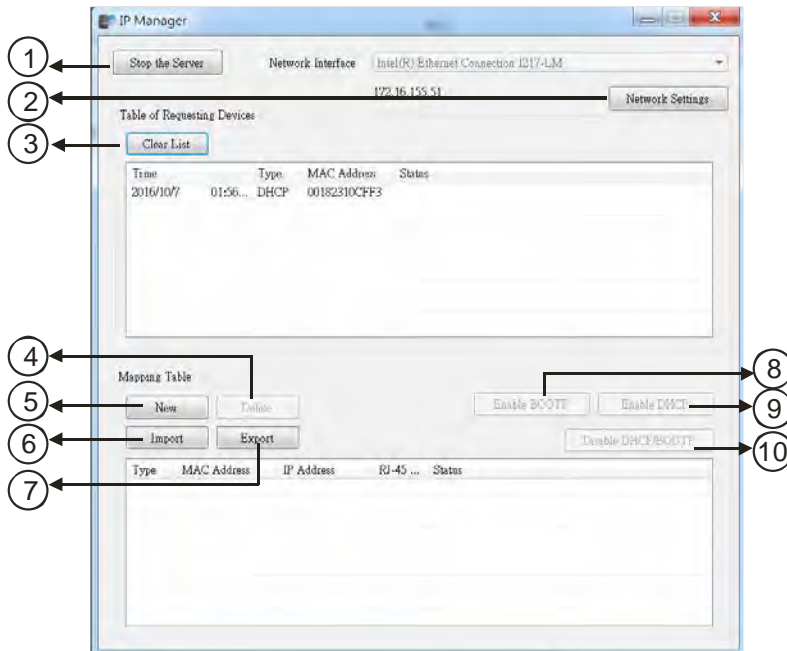 IP Manager
1 Stop the Server Network Interface Intel(R) Ethernet Connection I217-LM
2 172.16.155.51 Network Settings
Table of Requesting Devices
3 Clear List
Time Type MAC Address Status
2016/10/7 01:56... DHCP 00182310CFF3
4
Mapping Table
8
5 New Delete Enable BOOTP Enable DHCP 9
6 Import Export Disable DHCP/BOOTP 10
7
Type MAC Address IP Address RJ-45 ... Status